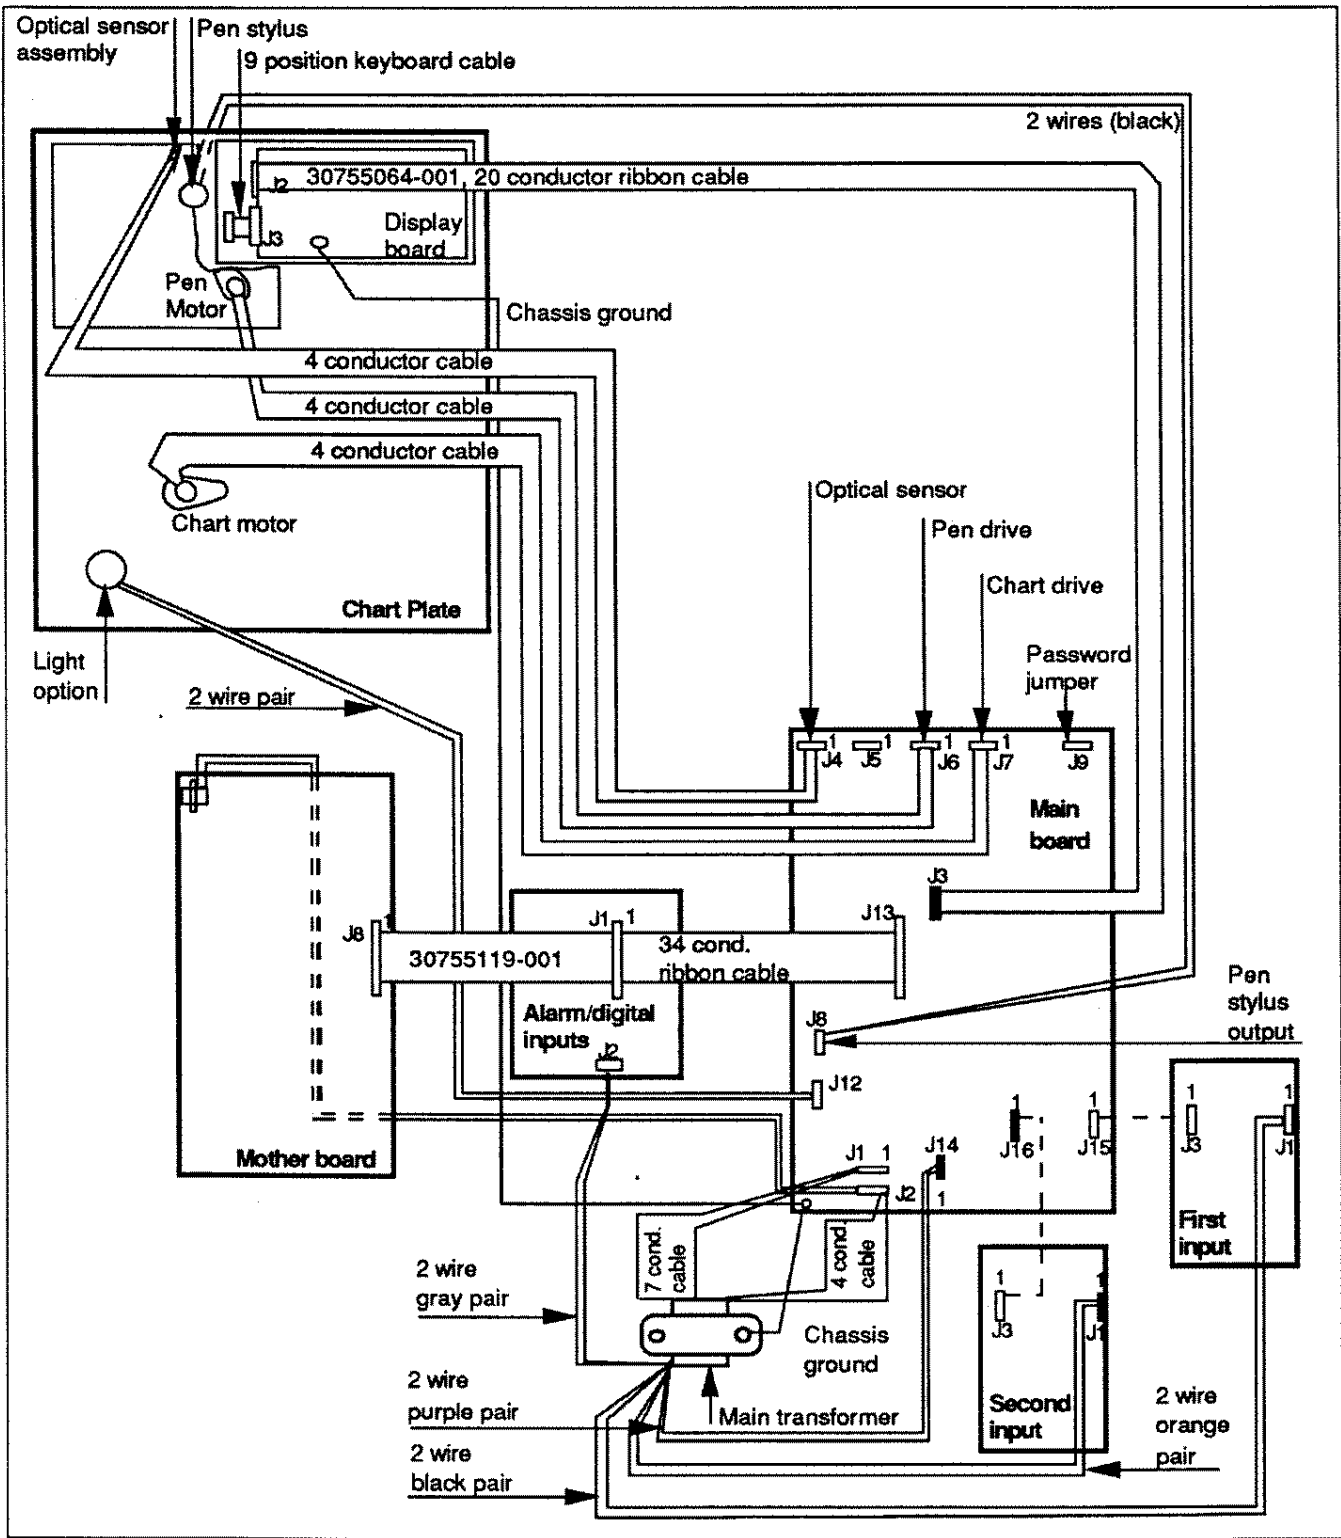 Optical sensor
assembly
Pen stylus
9 position keyboard cable
2 wires (black)
J2 30755064-001, 20 conductor ribbon cable
J3
Display
board
Pen
Motor
Chassis ground
4 conductor cable
4 conductor cable
4 conductor cable
Chart motor
Chart Plate
Light
option
2 wire pair
Optical sensor
Pen drive
Chart drive
Password
jumper
1
J4
1
J5
1
J6
1
J7
J9
Main
board
J3
J13
J8
1
30755119-001
J1
1
34 cond.
ribbon cable
Alarm/digital
inputs
J2
J8
Pen
stylus
output
J12
Mother board
1
J16
1
J15
1
J3
1
J1
First
input
J1 1
J14
J2
1
7 cond.
cable
4 cond.
cable
2 wire
gray pair
Chassis
ground
1
J3
1
J1
Second
input
2 wire
purple pair
Main transformer
2 wire
orange
pair
2 wire
black pair